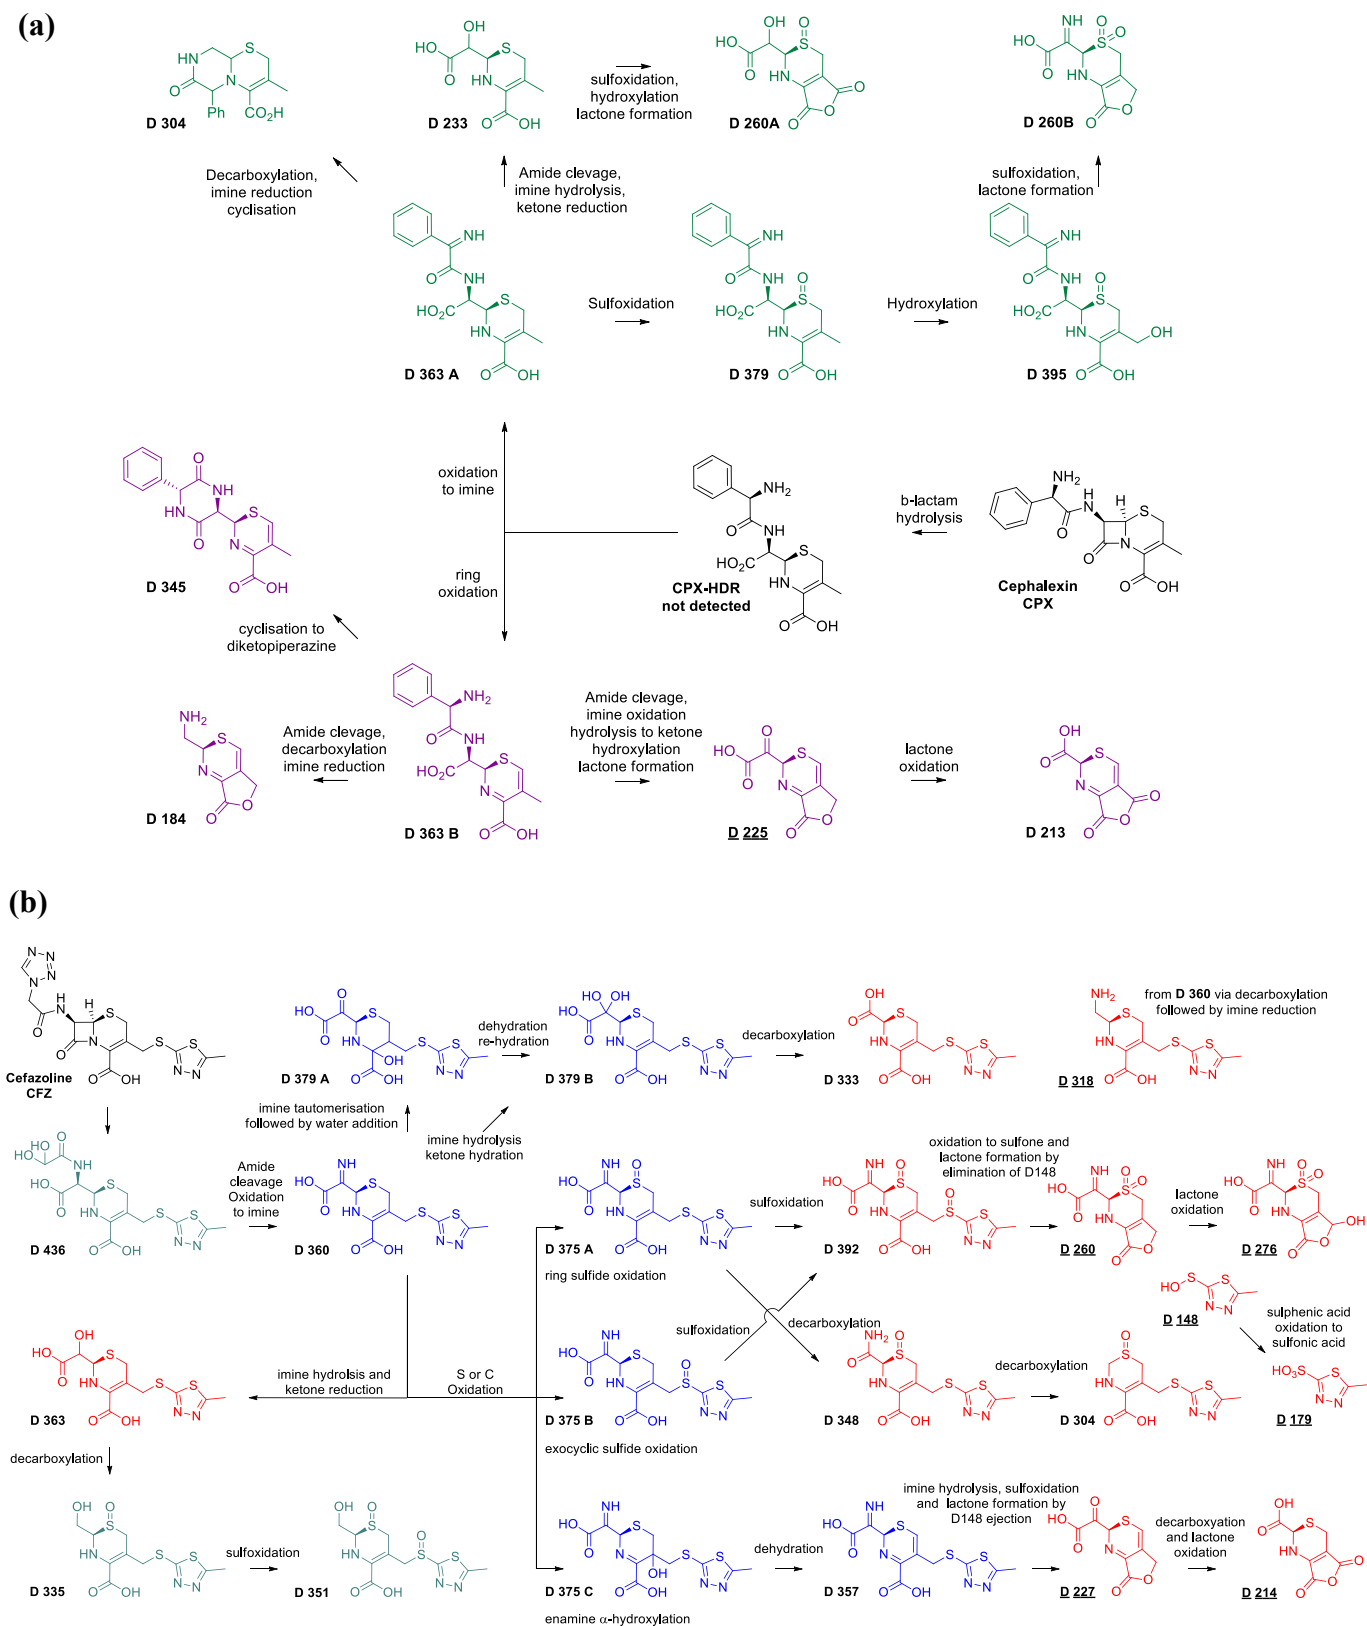 (a)
D 304
D 233
sulfoxidation,
hydroxylation
lactone formation
D 260A
D 260B
Decarboxylation,
imine reduction
cyclisation
Amide clevage,
imine hydrolysis,
ketone reduction
sulfoxidation,
lactone formation
D 363 A
Sulfoxidation
D 379
Hydroxylation
D 395
D 345
oxidation
to imine
ring
oxidation
CPX-HDR
not detected
b-lactam
hydrolysis
Cephalexin
CPX
cyclisation to
diketopiperazine
D 184
Amide clevage,
decarboxylation
imine reduction
D 363 B
Amide clevage,
imine oxidation
hydrolysis to ketone
hydroxylation
lactone formation
D 225
lactone
oxidation
D 213
(b)
Cefazoline
CFZ
D 379 A
dehydration
re-hydration
D 379 B
decarboxylation
D 333
from D 360 via decarboxylation
followed by imine reduction
D 318
imine tautomerisation
followed by water addition
imine hydrolysis
ketone hydration
D 436
Amide
cleavage
Oxidation
to imine
D 360
D 375 A
ring sulfide oxidation
sulfoxidation
D 392
oxidation to sulfone and
lactone formation by
elimination of D148
D 260
lactone
oxidation
D 276
D 148
sulphenic acid
oxidation to
sulfonic acid
D 179
D 363
imine hydrolsis and
ketone reduction
S or C
Oxidation
D 375 B
exocyclic sulfide oxidation
sulfoxidation
decarboxylation
D 348
decarboxylation
D 304
decarboxylation
D 335
sulfoxidation
D 351
D 375 C
enamine α-hydroxylation
dehydration
D 357
imine hydrolysis, sulfoxidation
and lactone formation by
D148 ejection
D 227
decarboxyation
and lactone
oxidation
D 214